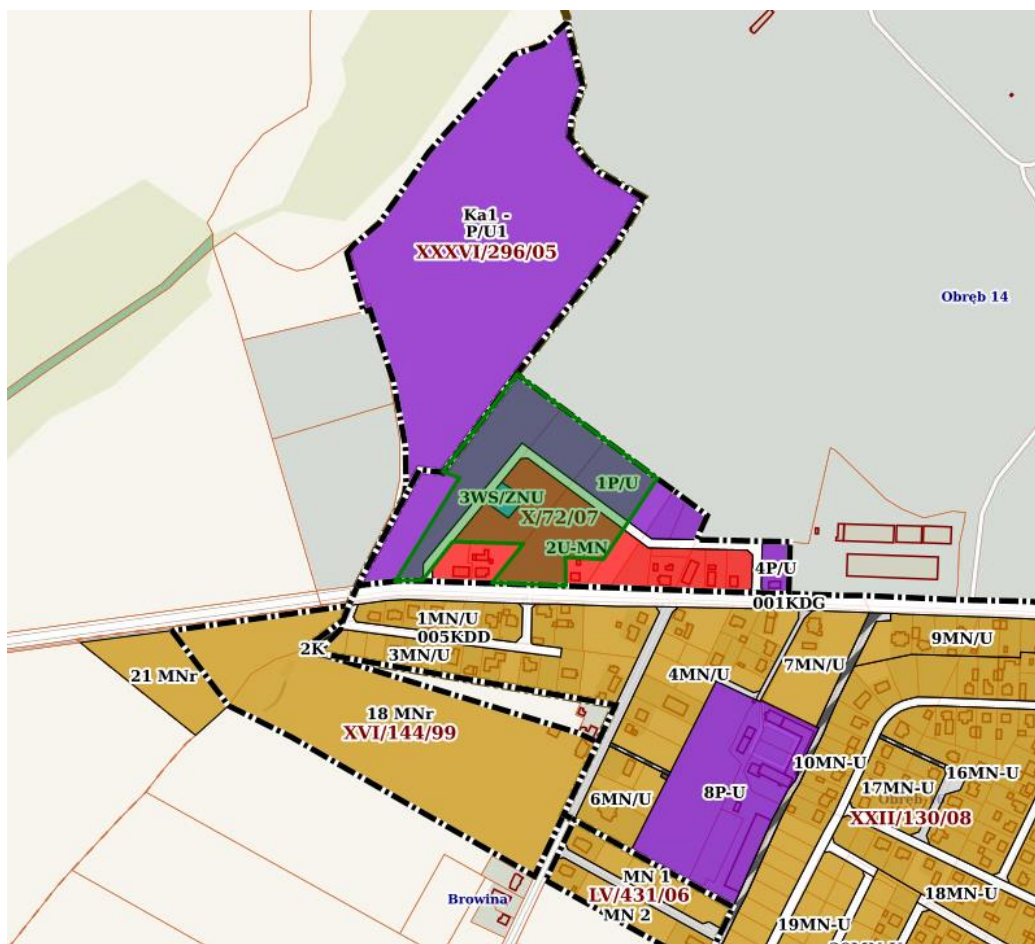 Ka1 -
P/U1
XXXVI/296/05
Obręb 14
1P/U
3WS/ZNU
X/72/07
2U-MN
4P/U
001KDG
1MN/U
005KDD
2K
3MN/U
9MN/U
7MN/U
4MN/U
21 MNr
18 MNr
XVI/144/99
10MN-U
16MN-U
17MN-U
8P-U
6MN/U
XXII/130/08
MN 1
LV/431/06
MN 2
Browina
18MN-U
19MN-U